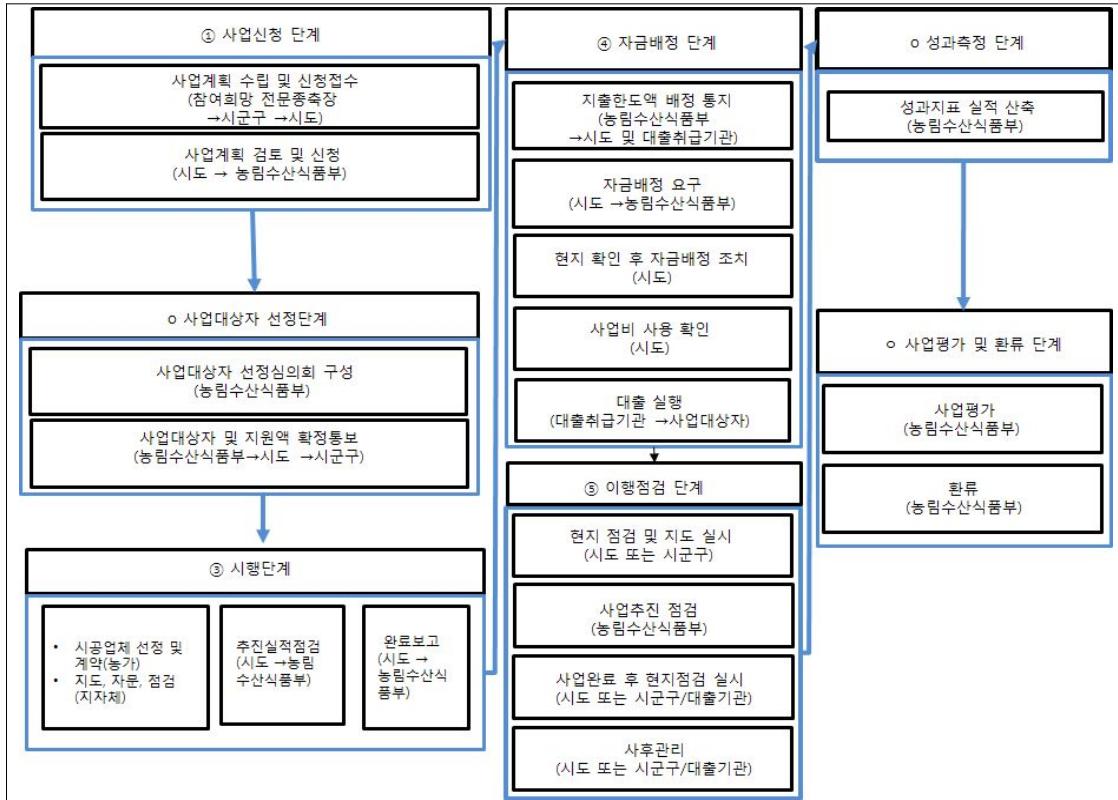 ① 사업신청 단계
사업계획 수립 및 신청접수
(참여희망 전문종축장
→시군구 →시도)
사업계획 검토 및 신청
(시도 → 농림수산식품부)
ㅇ 사업대상자 선정단계
사업대상자 선정심의회 구성
(농림수산식품부)
사업대상자 및 지원액 확정통보
(농림수산식품부→시도 →시군구)
③ 시행단계
• 시공업체 선정 및
계약(농가)
• 지도, 자문, 점검
(지자체)
추진실적점검
(시도 →농림
수산식품부)
완료보고
(시도 →
농림수산식
품부)
④ 자금배정 단계
지출한도액 배정 통지
(농림수산식품부
→시도 및 대출취급기관)
자금배정 요구
(시도 →농림수산식품부)
현지 확인 후 자금배정 조치
(시도)
사업비 사용 확인
(시도)
대출 실행
(대출취급기관 →사업대상자)
⑤ 이행점검 단계
현지 점검 및 지도 실시
(시도 또는 시군구)
사업추진 점검
(농림수산식품부)
사업완료 후 현지점검 실시
(시도 또는 시군구/대출기관)
사후관리
(시도 또는 시군구/대출기관)
ㅇ 성과측정 단계
성과지표 실적 산축
(농림수산식품부)
ㅇ 사업평가 및 환류 단계
사업평가
(농림수산식품부)
환류
(농림수산식품부)